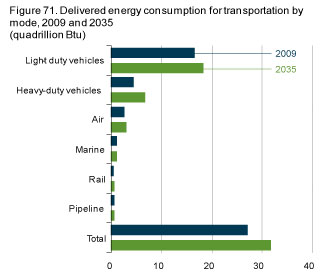 Figure 71. Delivered energy consumption for transportation by
mode, 2009 and 2035
(quadrillion Btu)
2009
Light duty vehicles
2035
Heavy-duty vehicles
Air
Marine
Rail
Pipeline
Total
0 10 20 30 40